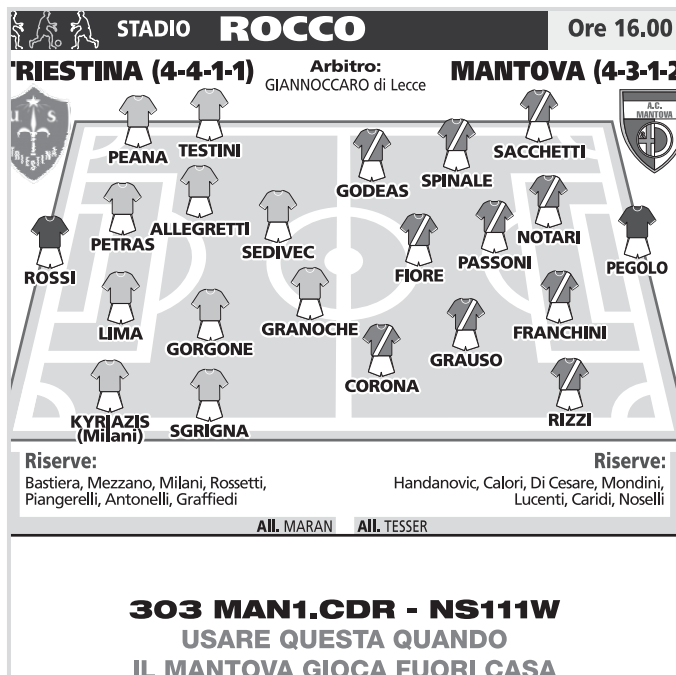 STADIO ROCCO Ore 16.00
TRIESTINA (4-4-1-1) Arbitro: MANTOVA (4-3-1-2
GIANNOCCARO di Lecce
U S
TRIESTINA
A.C.
MANTOVA
PEANA TESTINI
SACCHETTI
GODEAS SPINALE
PETRAS ALLEGRETTI
SEDIVEC
NOTARI
ROSSI
FIORE PASSONI
PEGOLO
LIMA
GORGONE
GRANOCHE
FRANCHINI
GRAUSO
CORONA
KYRIAZIS
(Milani)
SGRIGNA
RIZZI
Riserve:
Bastiera, Mezzano, Milani, Rossetti,
Piangerelli, Antonelli, Graffiedi
Riserve:
Handanovic, Calori, Di Cesare, Mondini,
Lucenti, Caridi, Noselli
All. MARAN All. TESSER
303 MAN1.CDR - NS111W
USARE QUESTA QUANDO
IL MANTOVA GIOCA FUORI CASA